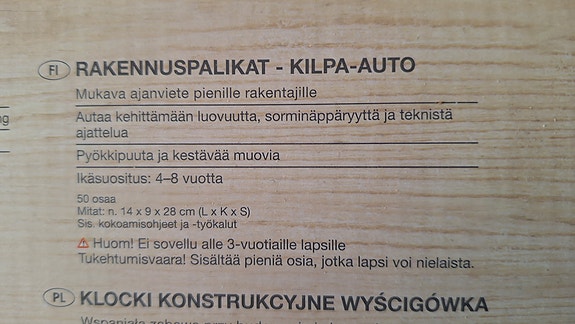 FI RAKENNUSPALIKAT - KILPA-AUTO
Mukava ajanviete pienille rakentajille
ng
Autaa kehittämään luovuutta, sorminäppäryyttä ja teknistä
ajattelua
Pyökkipuuta ja kestävää muovia
Ikäsuositus: 4–8 vuotta
50 osaa
Mitat: n. 14 x 9 x 28 cm (L x K x S)
Sis. kokoamisohjeet ja -työkalut
⚠ Huom! Ei sovellu alle 3-vuotiaille lapsille
Tukehtumisvaara! Sisältää pieniä osia, jotka lapsi voi nielaista.
PL KLOCKI KONSTRUKCYJNE WYŚCIGÓWKA